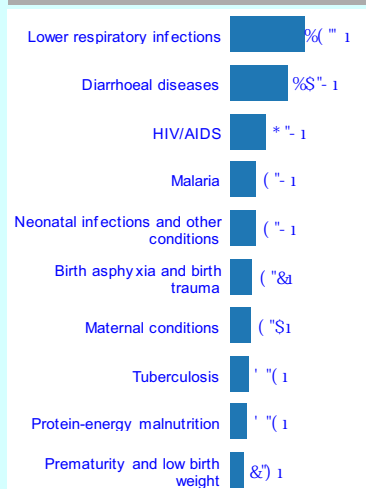 Lower respiratory infections %( "' ı
Diarrhoeal diseases %$"- ı
HIV/AIDS * "- ı
Malaria ( "- ı
Neonatal infections and other
conditions ( "- ı
Birth asphyxia and birth
trauma ( "&ı
Maternal conditions ( "$ı
Tuberculosis ' "( ı
Protein-energy malnutrition ' "( ı
Prematurity and low birth
weight &") ı